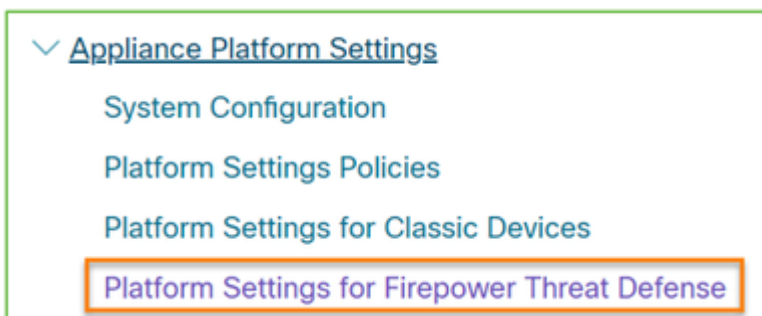 Appliance Platform Settings
System Configuration
Platform Settings Policies
Platform Settings for Classic Devices
Platform Settings for Firepower Threat Defense